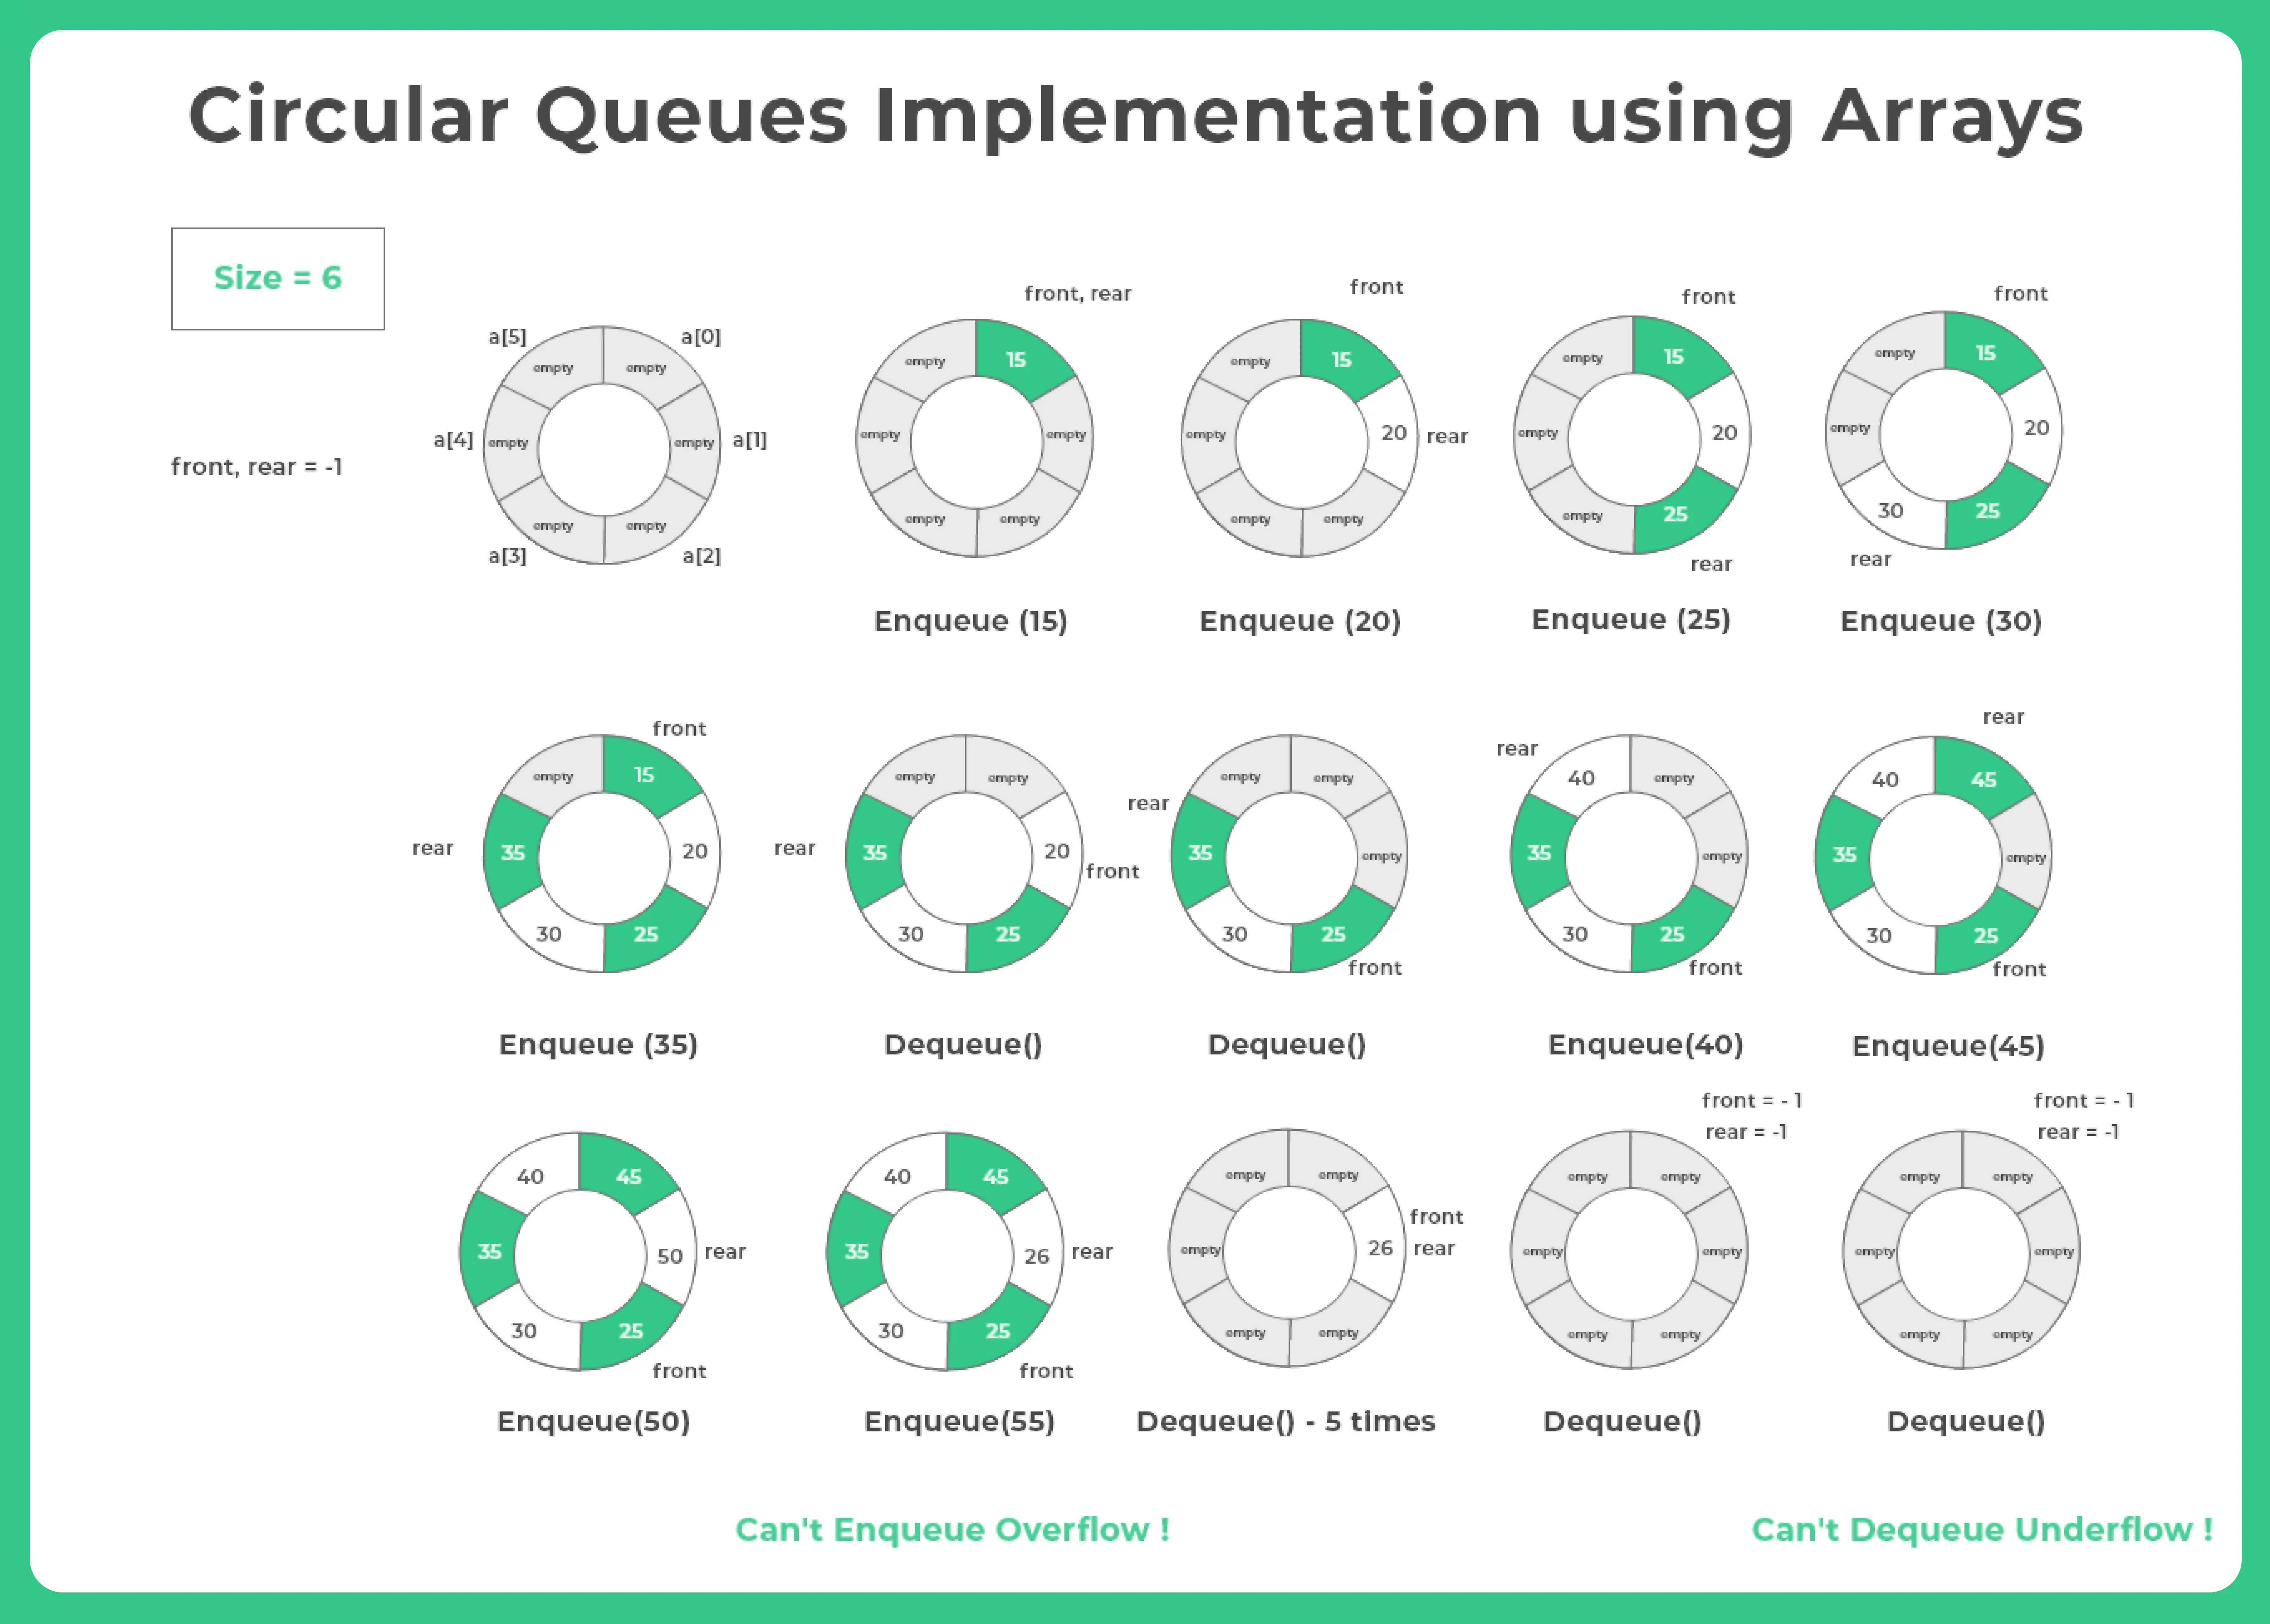 Circular Queues Implementation using Arrays
Size = 6
front, rear = -1
a[5]
a[0]
empty
empty
a[4]
empty
empty
a[1]
empty
empty
a[3]
a[2]
front, rear
empty
15
empty
empty
empty
empty
Enqueue (15)
front
empty
15
empty
20
rear
empty
empty
Enqueue (20)
front
empty
15
empty
20
empty
25
rear
Enqueue (25)
front
empty
15
empty
20
30
25
rear
Enqueue (30)
front
empty
15
rear
35
20
30
25
Enqueue (35)
empty
empty
rear
35
20
front
30
25
Dequeue()
empty
empty
rear
35
empty
30
25
front
Dequeue()
rear
40
empty
35
empty
30
25
front
Enqueue(40)
rear
40
45
35
empty
30
25
front
Enqueue(45)
40
45
35
50
rear
30
25
front
Enqueue(50)
40
45
35
26
rear
30
25
front
Enqueue(55)
empty
empty
front
empty
26
rear
empty
empty
Dequeue() - 5 times
front = - 1
rear = -1
empty
empty
empty
empty
empty
empty
Dequeue()
front = - 1
rear = -1
empty
empty
empty
empty
empty
empty
Dequeue()
Can't Enqueue Overflow !
Can't Dequeue Underflow !